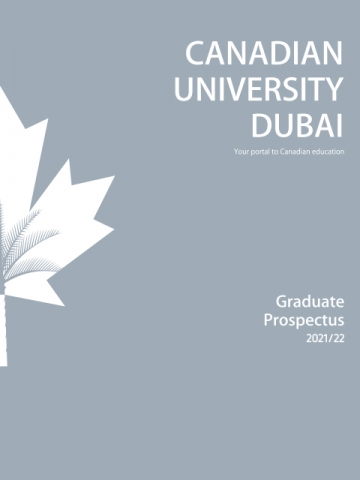 CANADIAN
UNIVERSITY
DUBAI
Your portal to Canadian education
Graduate
Prospectus
2021/22